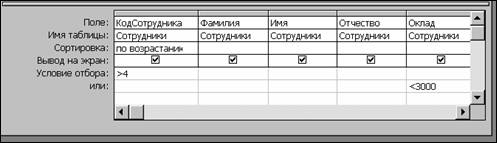 Поле: КодСотрудника Фамилия Имя Отчество Оклад
Имя таблицы: Сотрудники Сотрудники Сотрудники Сотрудники Сотрудники
Сортировка: по возрастанию
Вывод на экран:
Условие отбора: >4
или: <3000